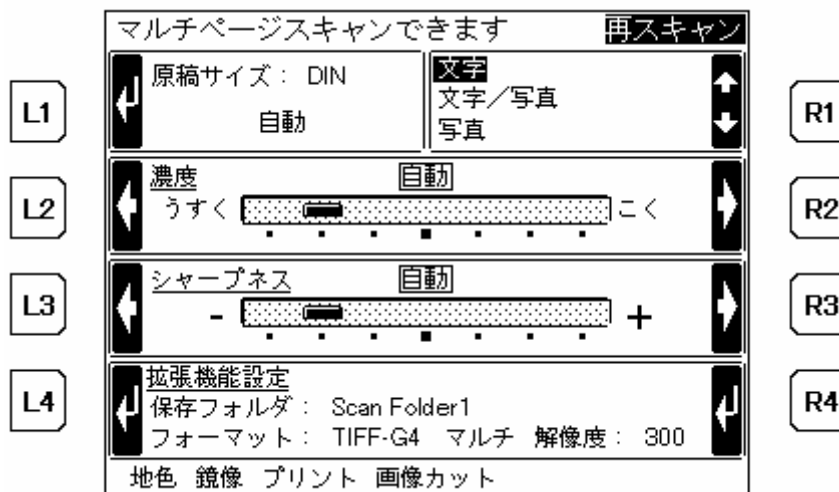 マルチページスキャンできます 再スキャン
L1
原稿サイズ： DIN
自動
文字
文字／写真
写真
R1
L2
濃度 自動
うすく こく
R2
L3
シャープネス 自動
- +
R3
L4
拡張機能設定
保存フォルダ： Scan Folder1
フォーマット： TIFF-G4 マルチ 解像度： 300
R4
地色 鏡像 プリント 画像カット